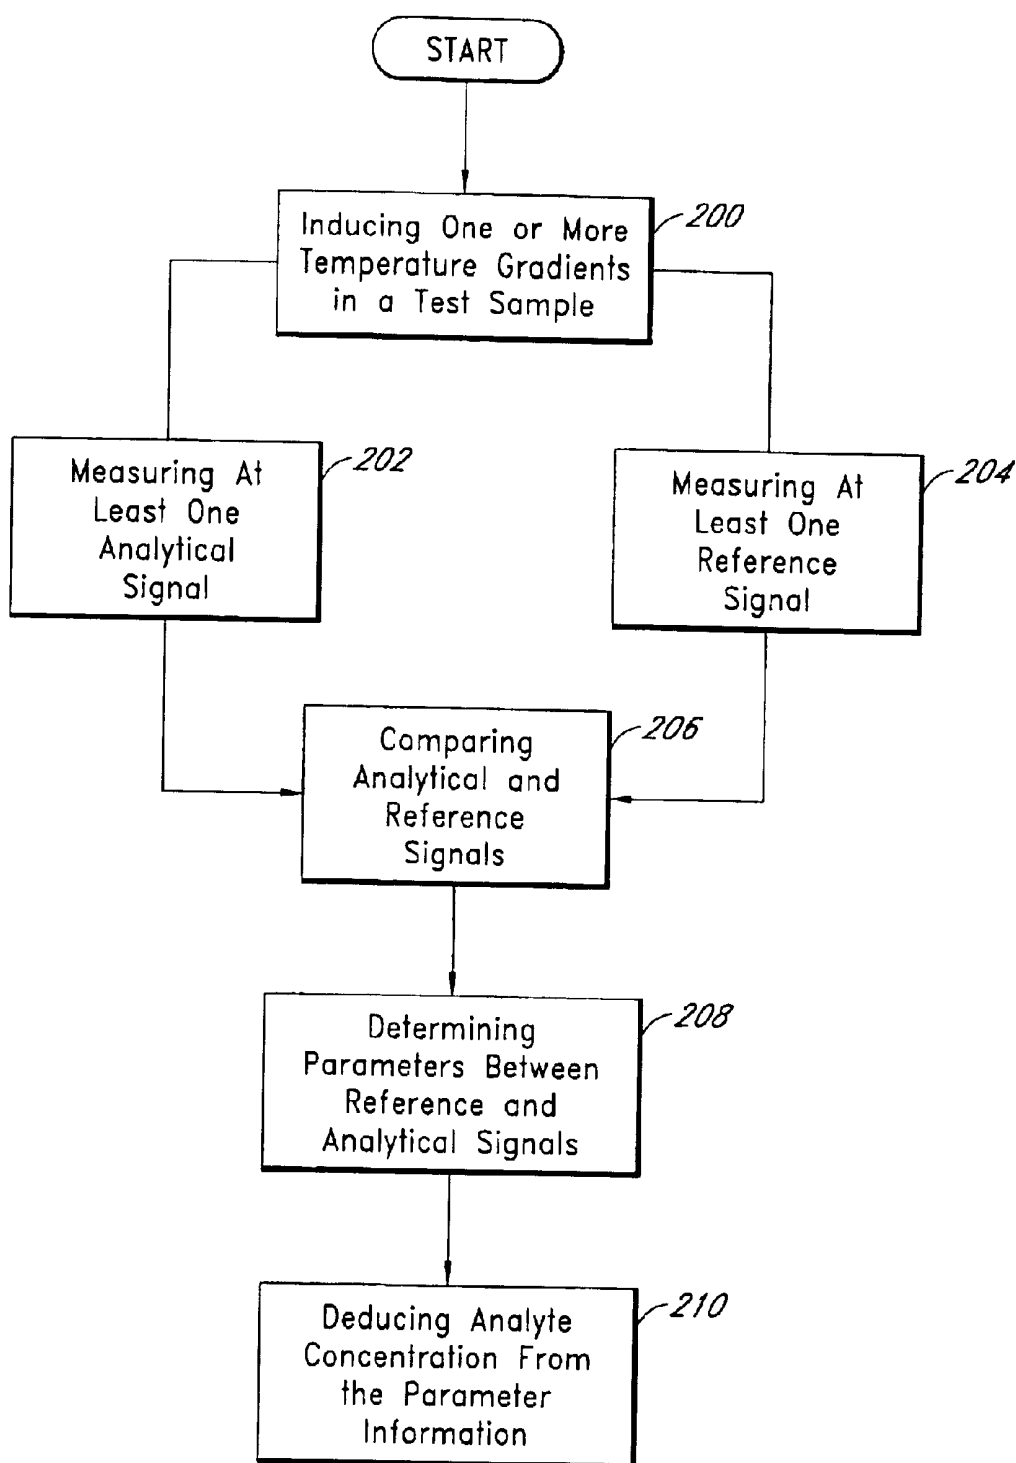 START
Inducing One or More
Temperature Gradients
in a Test Sample
200
Measuring At
Least One
Analytical
Signal
202
Measuring At
Least One
Reference
Signal
204
Comparing
Analytical and
Reference
Signals
206
Determining
Parameters Between
Reference and
Analytical Signals
208
Deducing Analyte
Concentration From
the Parameter
Information
210